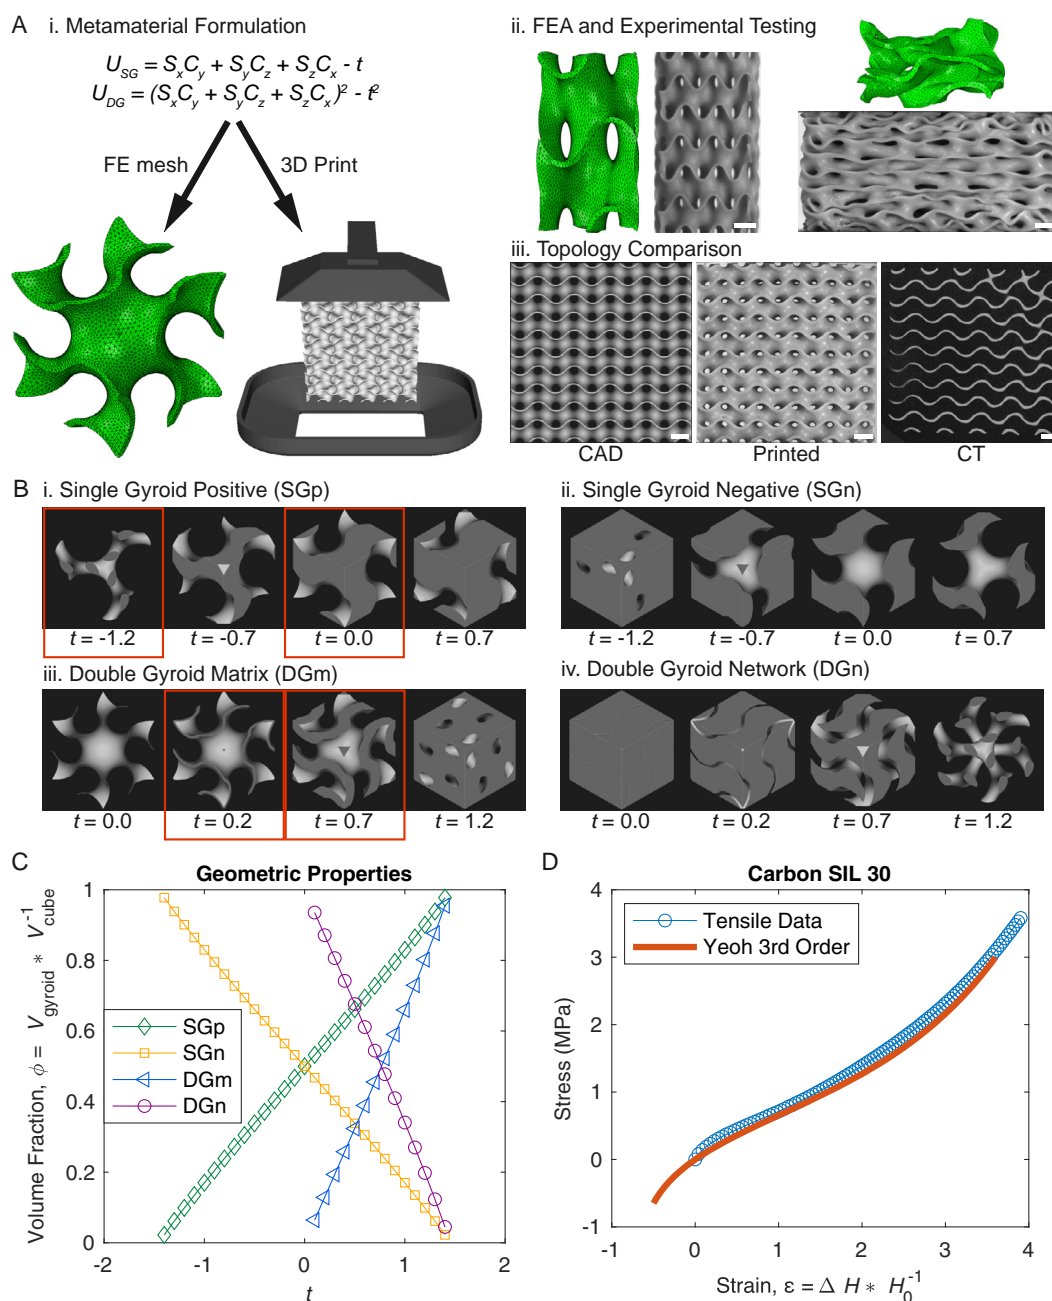 A i. Metamaterial Formulation
U_SG = S_xC_y + S_yC_z + S_zC_x - t
U_DG = (S_xC_y + S_yC_z + S_zC_x)² - t²
FE mesh
3D Print
ii. FEA and Experimental Testing
iii. Topology Comparison
CAD
Printed
CT
B i. Single Gyroid Positive (SGp)
t = -1.2
t = -0.7
t = 0.0
t = 0.7
ii. Single Gyroid Negative (SGn)
t = -1.2
t = -0.7
t = 0.0
t = 0.7
iii. Double Gyroid Matrix (DGm)
t = 0.0
t = 0.2
t = 0.7
t = 1.2
iv. Double Gyroid Network (DGn)
t = 0.0
t = 0.2
t = 0.7
t = 1.2
C
Geometric Properties
Volume Fraction, ϕ = V_gyroid * V_cube^-1
1
0.8
0.6
0.4
0.2
0
SGp
SGn
DGm
DGn
-2
-1
0
1
2
t
D
Carbon SIL 30
Stress (MPa)
4
3
2
1
0
-1
Tensile Data
Yeoh 3rd Order
-1
0
1
2
3
4
Strain, ε = Δ H * H_0^-1